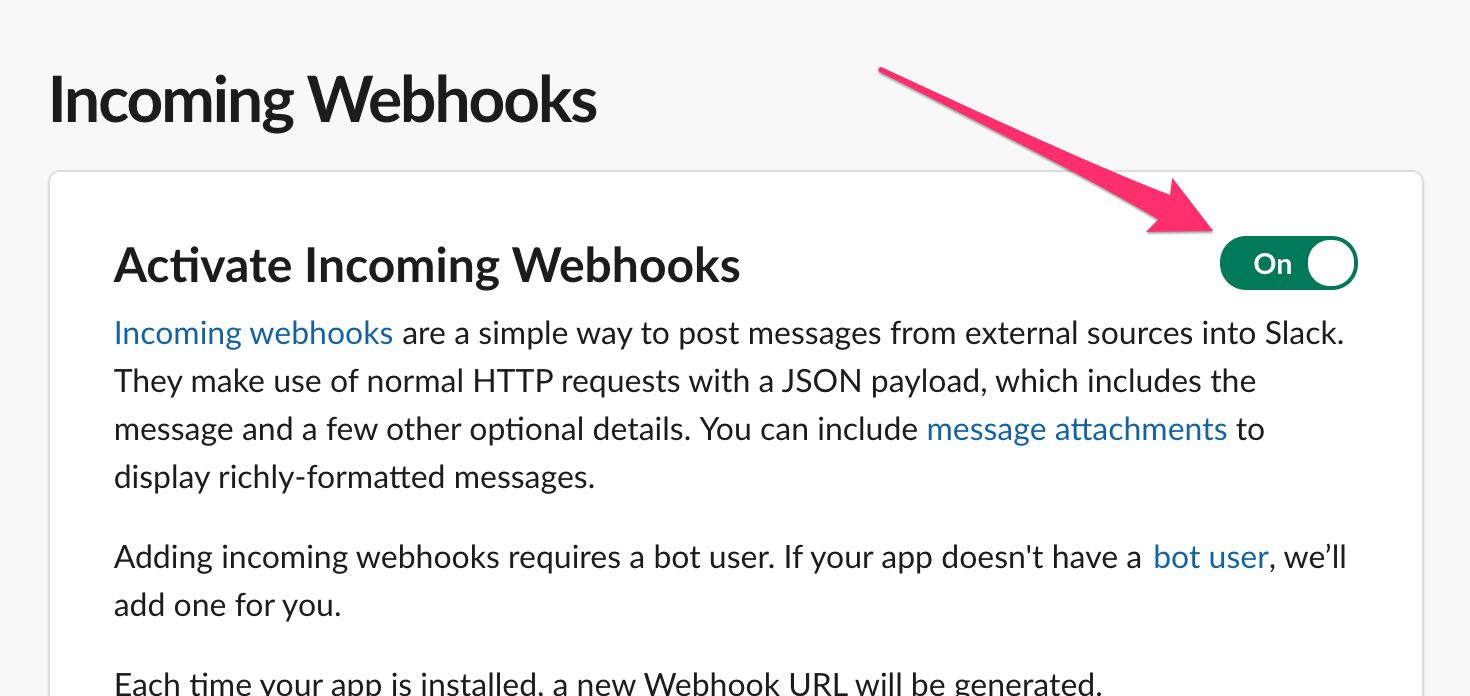 Incoming Webhooks
Activate Incoming Webhooks
On
Incoming webhooks are a simple way to post messages from external sources into Slack.
They make use of normal HTTP requests with a JSON payload, which includes the
message and a few other optional details. You can include message attachments to
display richly-formatted messages.
Adding incoming webhooks requires a bot user. If your app doesn't have a bot user, we’ll
add one for you.
Each time your app is installed, a new Webhook URL will be generated.